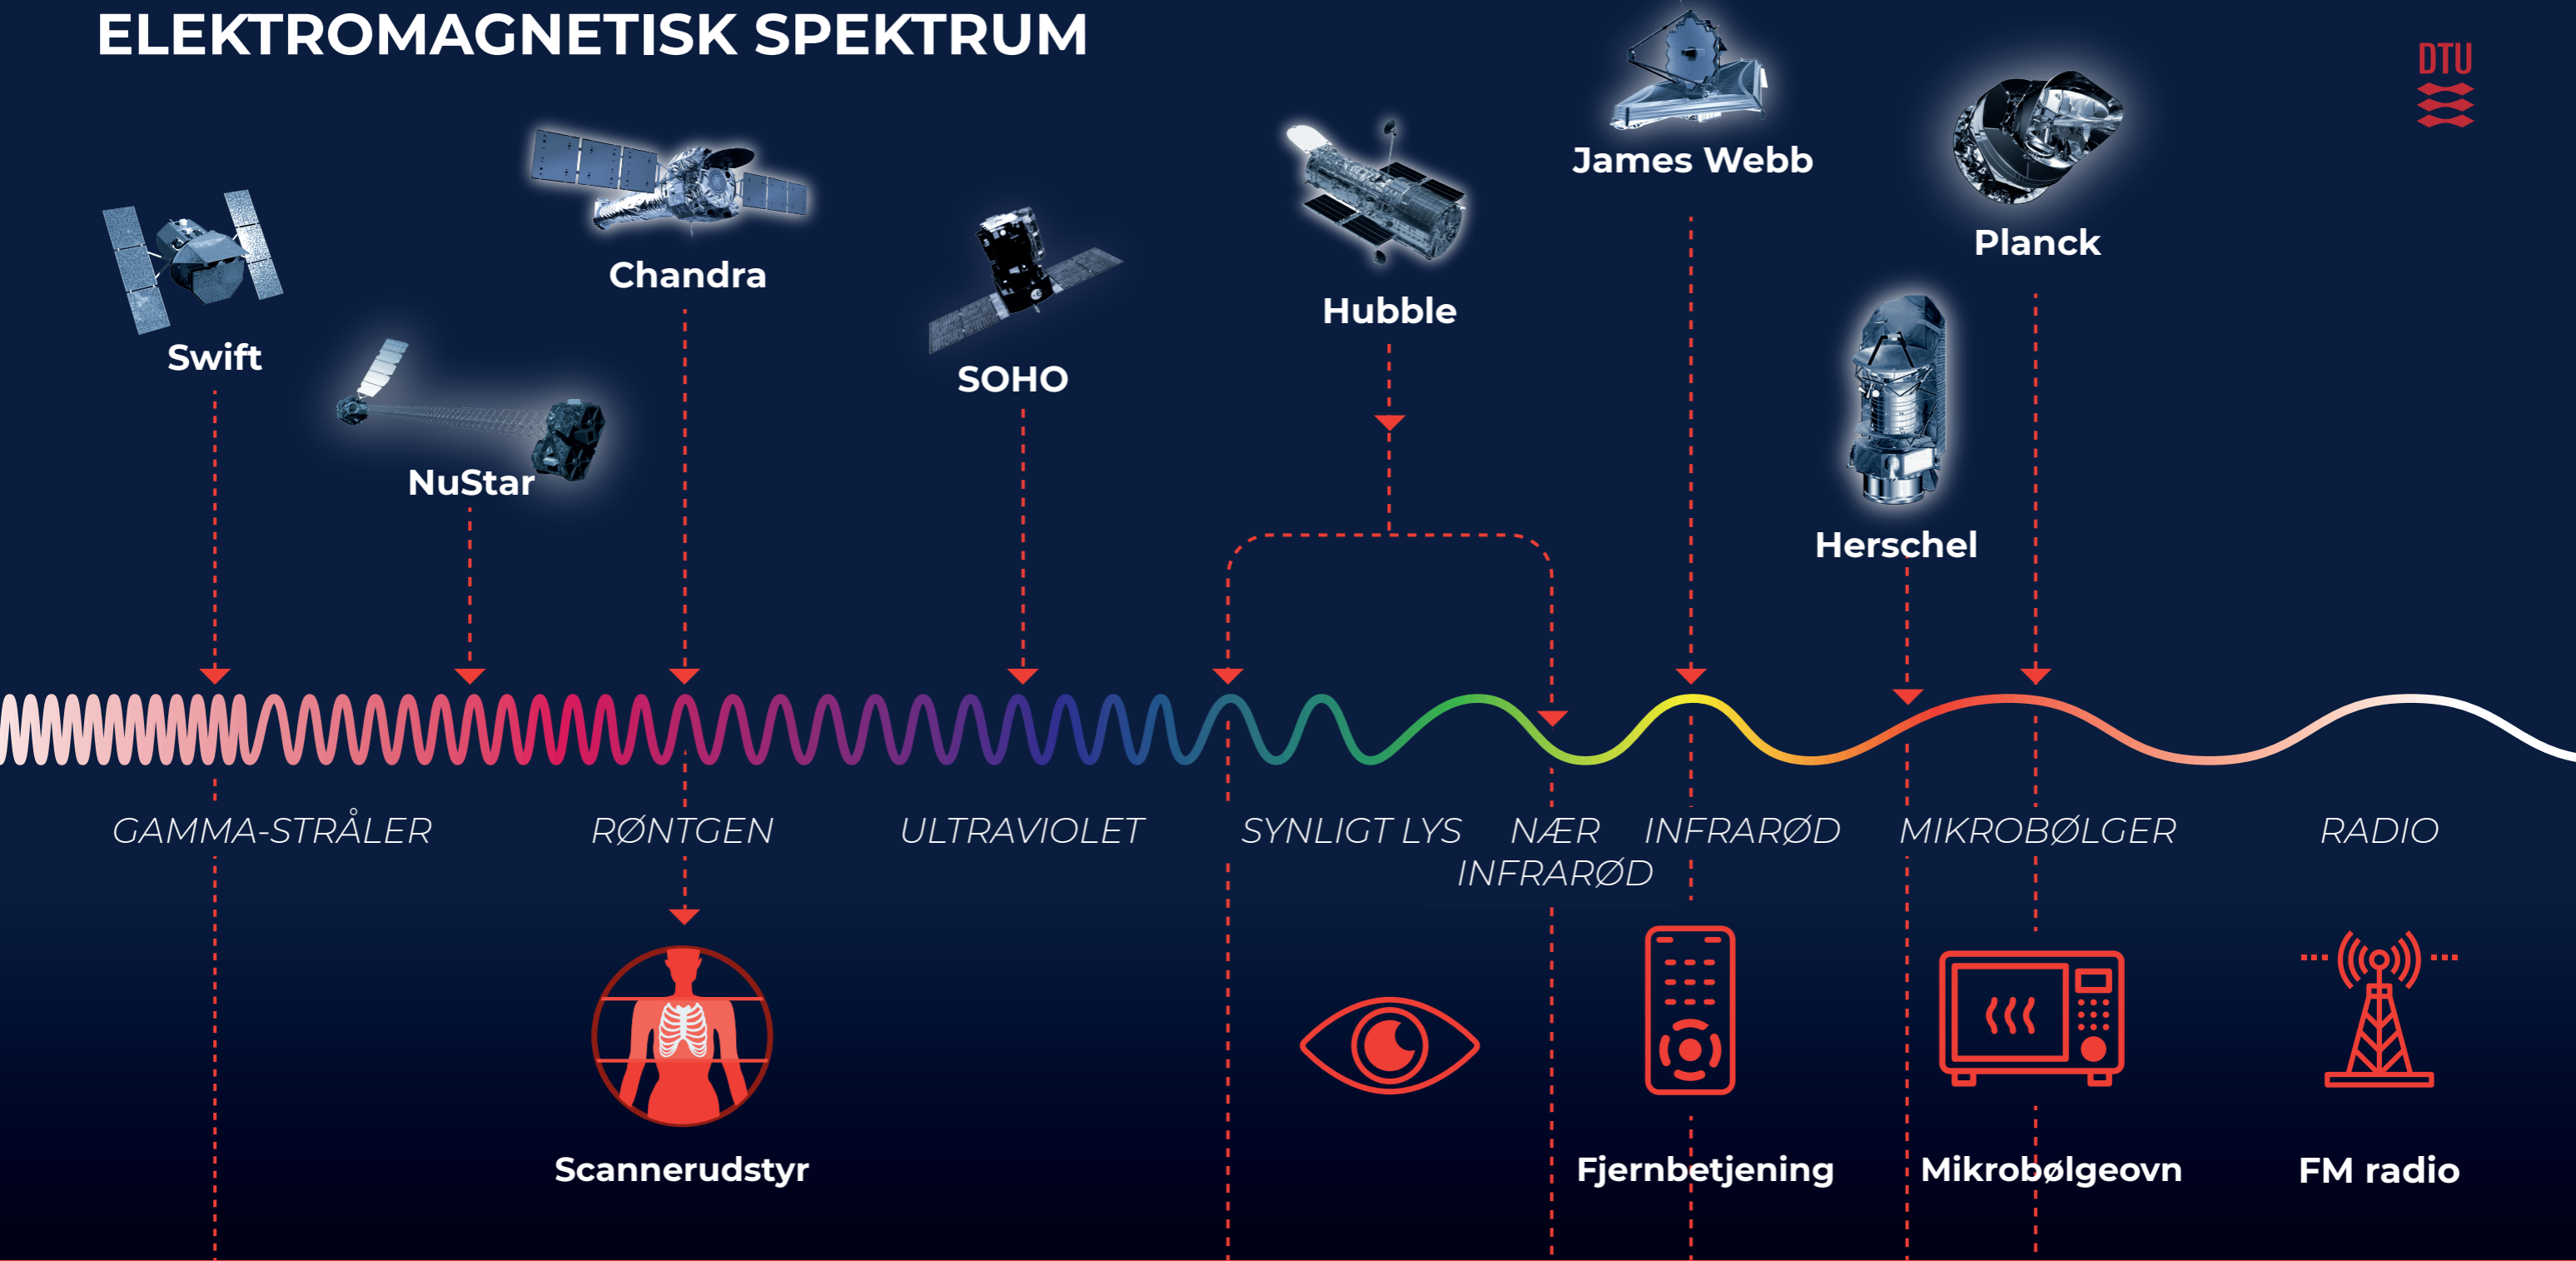 ELEKTROMAGNETISK SPEKTRUM
DTU
James Webb
Planck
Chandra
Hubble
Swift
SOHO
NuStar
Herschel
GAMMA-STRÅLER
RØNTGEN
ULTRAVIOLET
SYNLIGT LYS
NÆR
INFRARØD
INFRARØD
MIKROBØLGER
RADIO
Scannerudstyr
Fjernbetjening
Mikrobølgeovn
FM radio